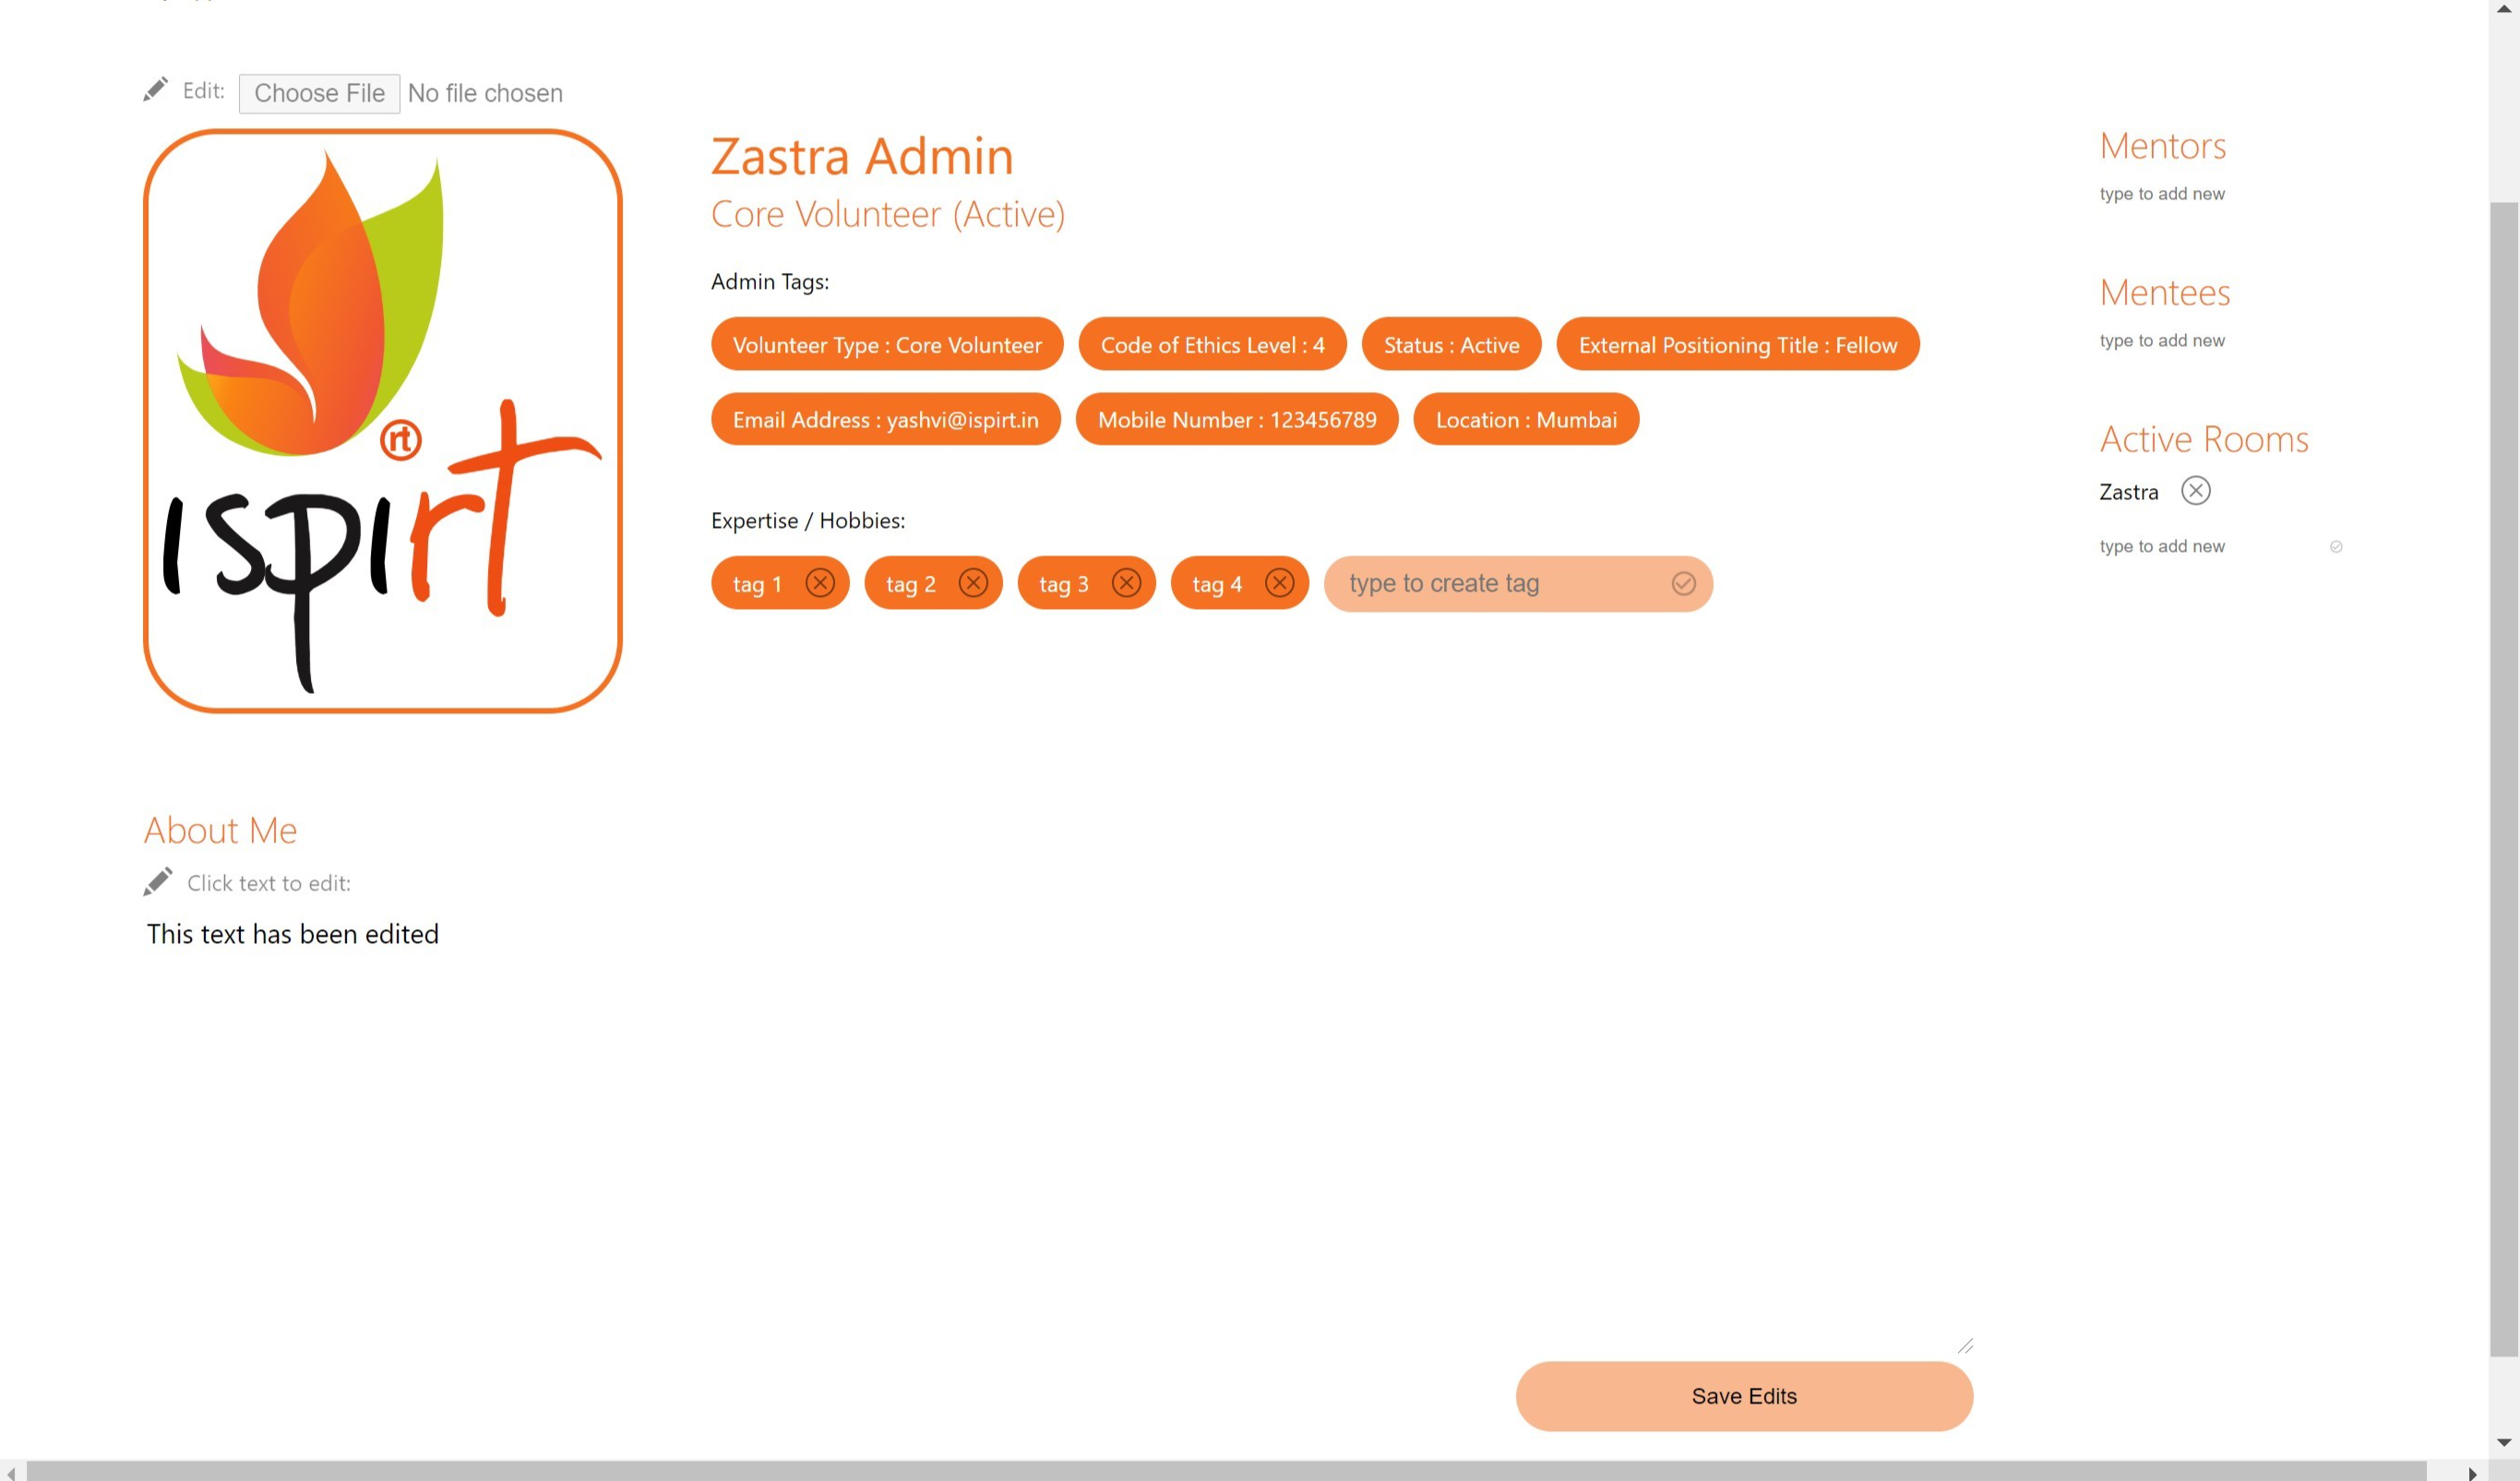 Edit: Choose File No file chosen
ispirt
rt
Zastra Admin
Core Volunteer (Active)
Admin Tags:
Volunteer Type : Core Volunteer Code of Ethics Level : 4 Status : Active External Positioning Title : Fellow
Email Address : yashvi@ispirt.in Mobile Number : 123456789 Location : Mumbai
Expertise / Hobbies:
tag 1 tag 2 tag 3 tag 4 type to create tag
Mentors
type to add new
Mentees
type to add new
Active Rooms
Zastra
type to add new
About Me
Click text to edit:
This text has been edited
Save Edits